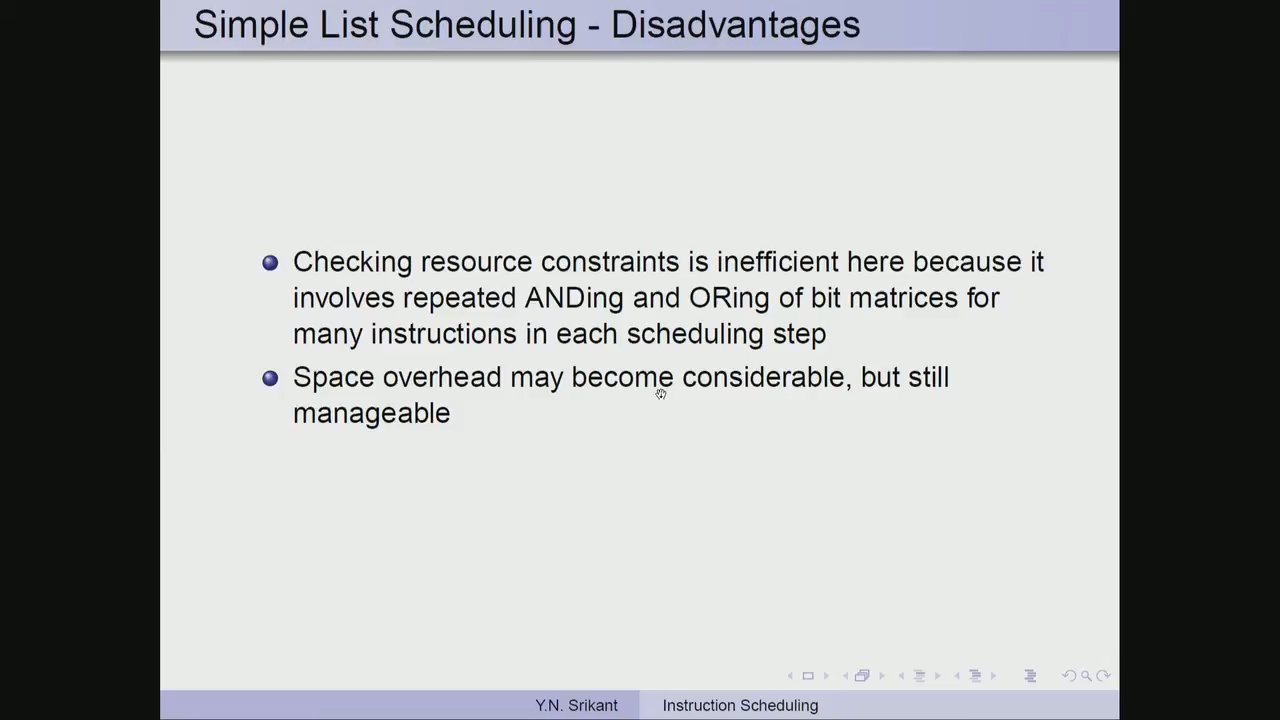 Simple List Scheduling - Disadvantages
Checking resource constraints is inefficient here because it
involves repeated ANDing and ORing of bit matrices for
many instructions in each scheduling step
Space overhead may become considerable, but still
manageable
Y.N. Srikant
Instruction Scheduling